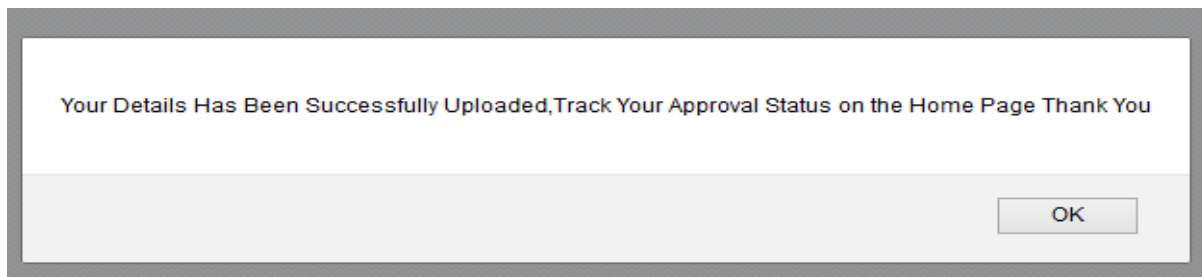 Your Details Has Been Successfully Uploaded,Track Your Approval Status on the Home Page Thank You
OK